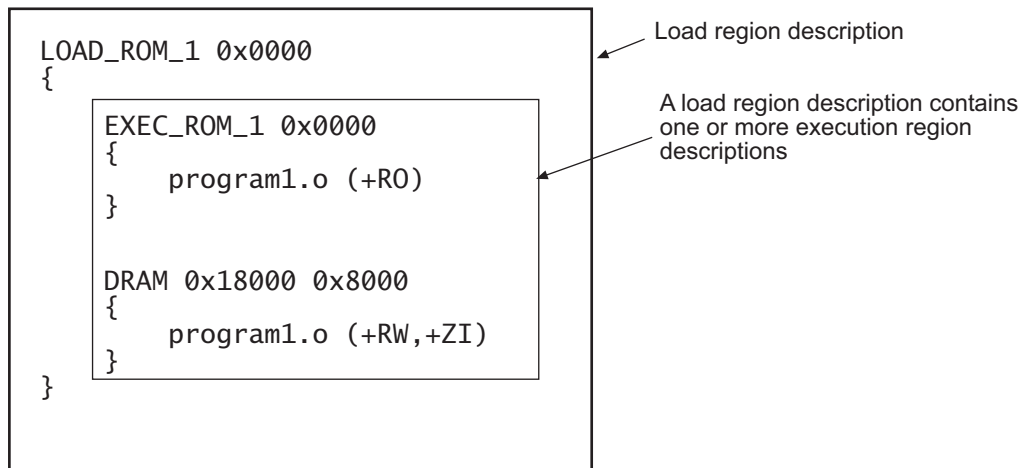 LOAD_ROM_1 0x0000
{
EXEC_ROM_1 0x0000
{
program1.o (+RO)
}
DRAM 0x18000 0x8000
{
program1.o (+RW,+ZI)
}
}
Load region description
A load region description contains
one or more execution region
descriptions